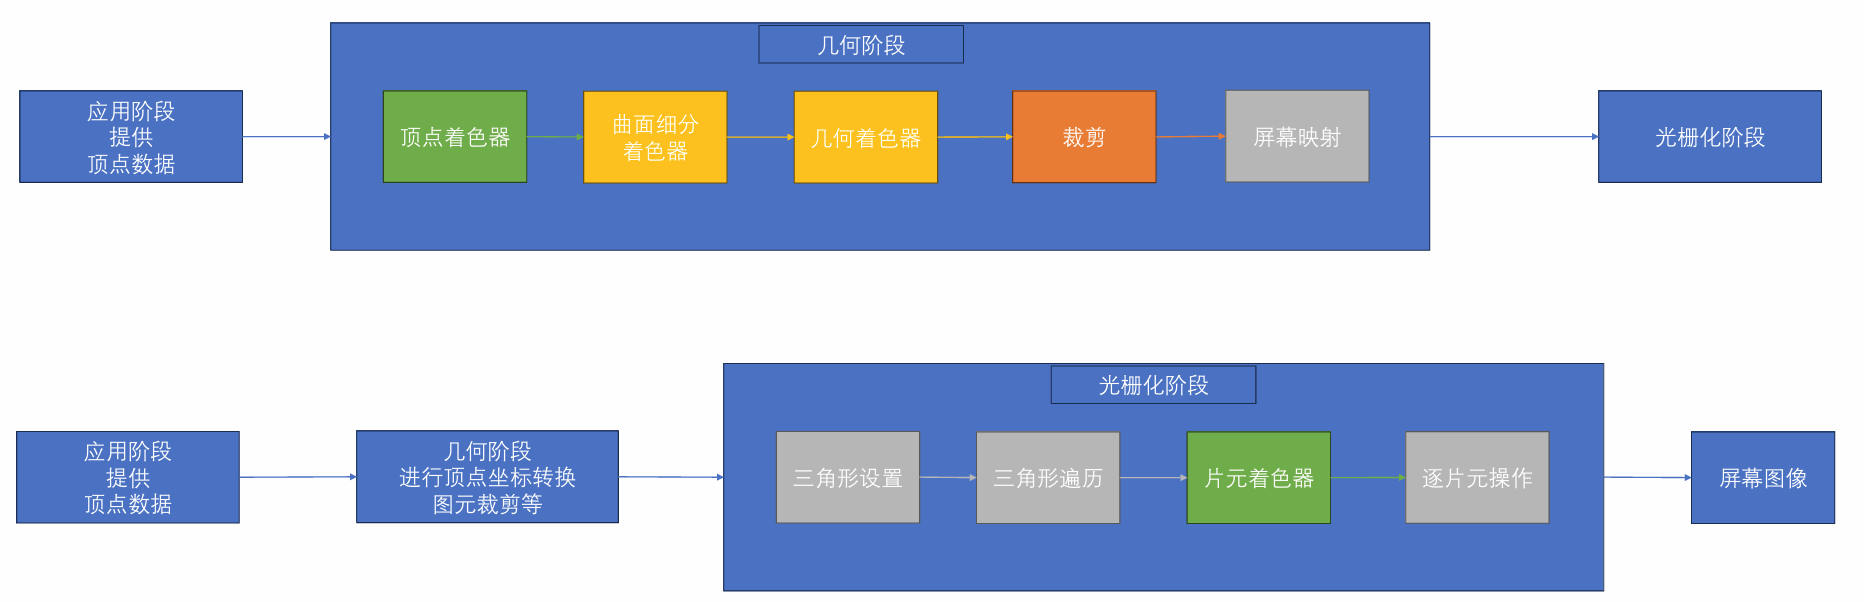 几何阶段
应用阶段
提供
顶点数据
顶点着色器
曲面细分
着色器
几何着色器
裁剪
屏幕映射
光栅化阶段
光栅化阶段
应用阶段
提供
顶点数据
几何阶段
进行顶点坐标转换
图元裁剪等
三角形设置
三角形遍历
片元着色器
逐片元操作
屏幕图像